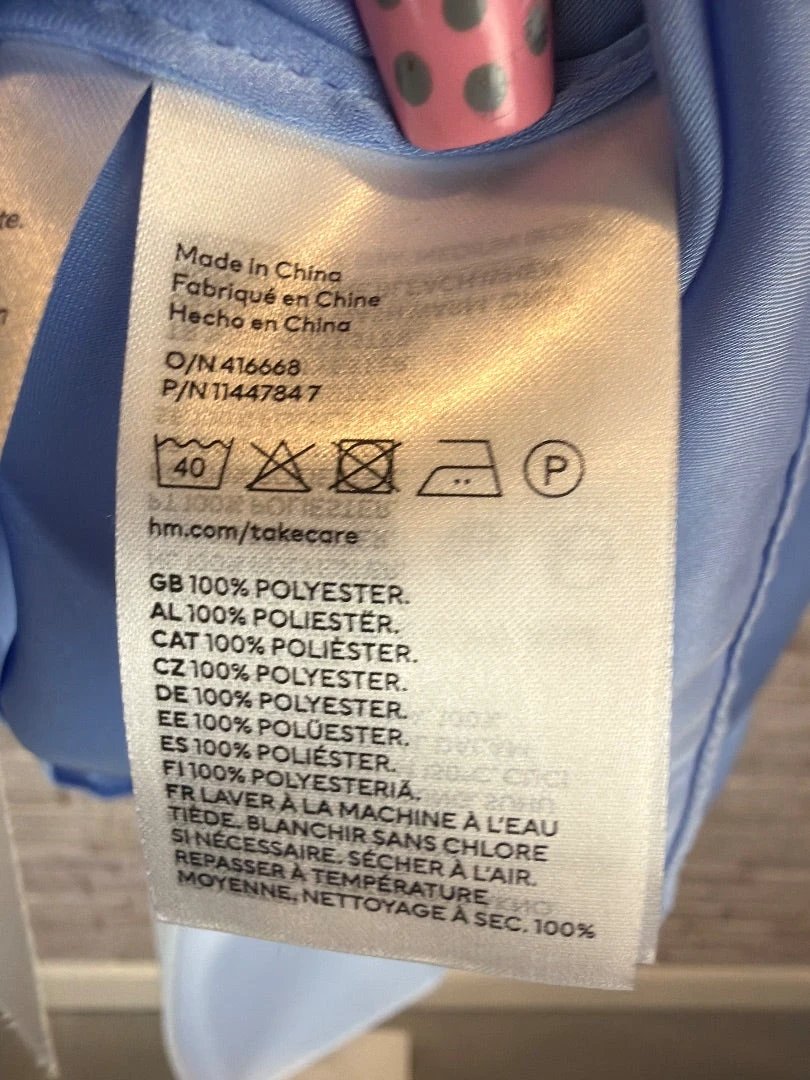 te.
Made in China
Fabriqué en Chine
Hecho en China
O/N 416668
P/N 11447847
40
P
hm.com/takecare
GB 100% POLYESTER.
AL 100% POLIESTËR.
CAT 100% POLIÈSTER.
CZ 100% POLYESTER.
DE 100% POLYESTER.
EE 100% POLÜESTER.
ES 100% POLIÉSTER.
FI 100% POLYESTERIÄ.
FR LAVER À LA MACHINE À L'EAU
TIÈDE. BLANCHIR SANS CHLORE
SI NÉCESSAIRE. SÉCHER À L'AIR.
REPASSER À TEMPÉRATURE
MOYENNE, NETTOYAGE À SEC. 100%